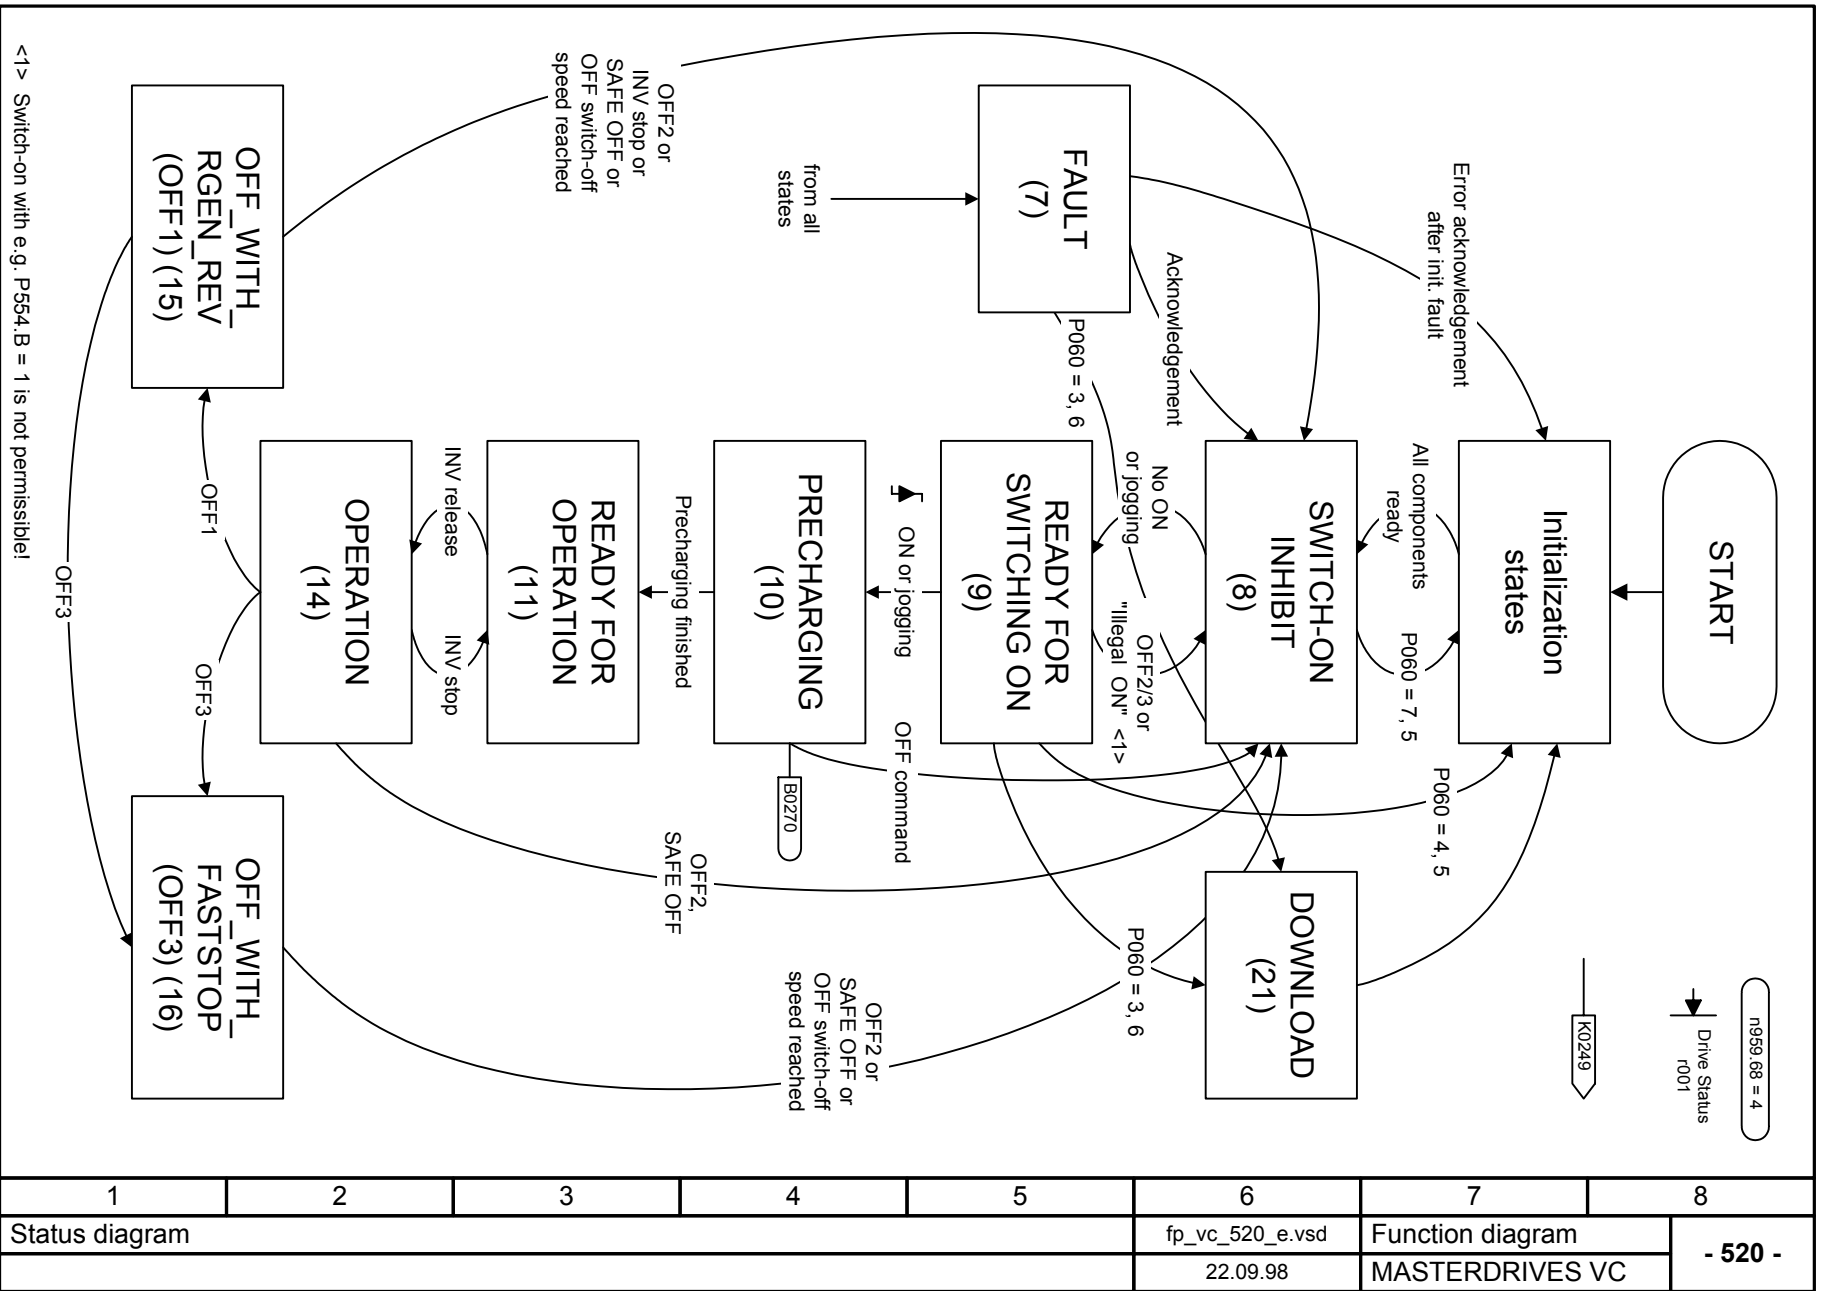 START
n959.68 = 4
Drive Status
r001
K0249
Initialization
states
Error acknowledgement
after init. fault
All components
ready
P060 = 7, 5
P060 = 4, 5
SWITCH-ON
INHIBIT
(8)
DOWNLOAD
(21)
FAULT
(7)
from all
states
Acknowledgement
P060 = 3, 6
No ON
or jogging
OFF2/3 or
"Illegal ON" <1>
P060 = 3, 6
READY FOR
SWITCHING ON
(9)
ON or jogging
OFF command
PRECHARGING
(10)
B0270
Precharging finished
OFF2 or
INV stop or
SAFE OFF or
OFF switch-off
speed reached
OFF2,
SAFE OFF
OFF2 or
SAFE OFF or
OFF switch-off
speed reached
READY FOR
OPERATION
(11)
INV release
INV stop
OPERATION
(14)
OFF_WITH_
RGEN_REV
(OFF1) (15)
OFF1
OFF3
OFF_WITH_
FASTSTOP
(OFF3) (16)
OFF3
<1> Switch-on with e.g. P554.B = 1 is not permissible!
1 2 3 4 5 6 7 8
Status diagram fp_vc_520_e.vsd Function diagram - 520 -
22.09.98 MASTERDRIVES VC